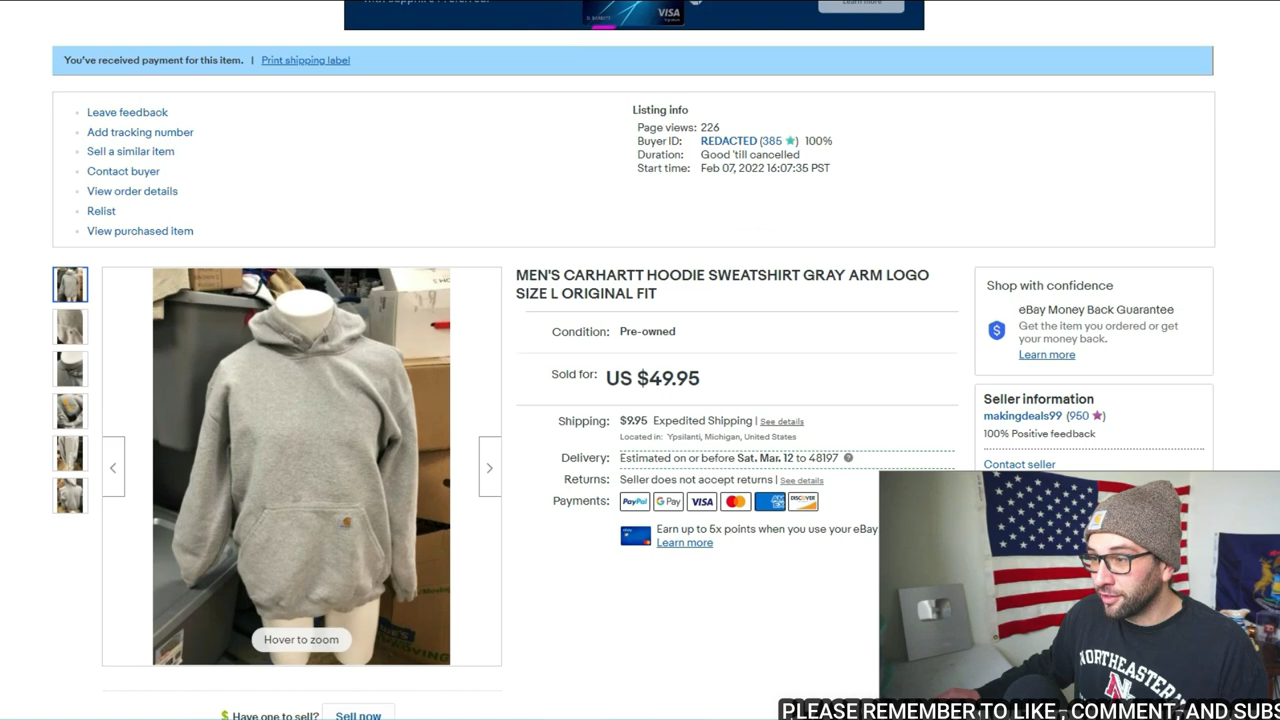 Learn more
VISA
You've received payment for this item. | Print shipping label
Leave feedback
Add tracking number
Sell a similar item
Contact buyer
View order details
Relist
View purchased item
Listing info
Page views: 226
Buyer ID: REDACTED (385 ) 100%
Duration: Good 'till cancelled
Start time: Feb 07, 2022 16:07:35 PST
MEN'S CARHARTT HOODIE SWEATSHIRT GRAY ARM LOGO
SIZE L ORIGINAL FIT
Condition: Pre-owned
Sold for: US $49.95
Shipping: $9.95 Expedited Shipping | See details
Located in: Ypsilanti, Michigan, United States
Delivery: Estimated on or before Sat. Mar. 12 to 48197
Returns: Seller does not accept returns | See details
Payments: PayPal G Pay VISA DISCOVER
Earn up to 5x points when you use your eBay
Learn more
Hover to zoom
Have one to sell? Sell now
Shop with confidence
eBay Money Back Guarantee
Get the item you ordered or get
your money back.
Learn more
Seller information
makingdeals99 (950 )
100% Positive feedback
Contact seller
NORTHEASTERN
N
PLEASE REMEMBER TO LIKE , COMMENT AND SUBS